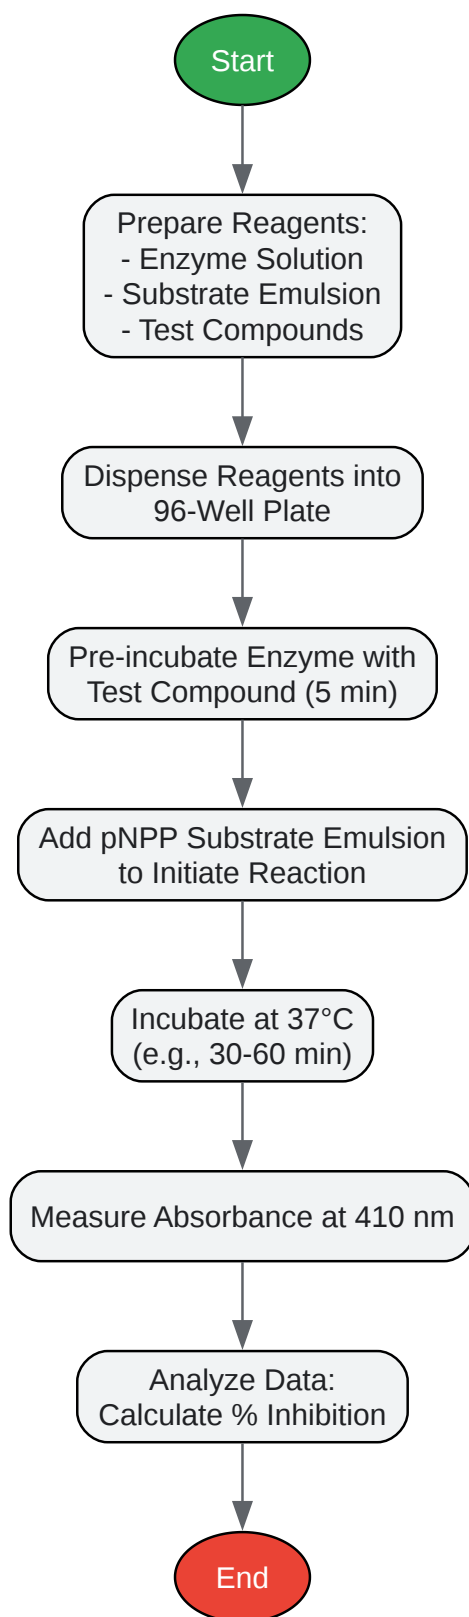 Start
Prepare Reagents:
- Enzyme Solution
- Substrate Emulsion
- Test Compounds
Dispense Reagents into
96-Well Plate
Pre-incubate Enzyme with
Test Compound (5 min)
Add pNPP Substrate Emulsion
to Initiate Reaction
Incubate at 37°C
(e.g., 30-60 min)
Measure Absorbance at 410 nm
Analyze Data:
Calculate % Inhibition
End